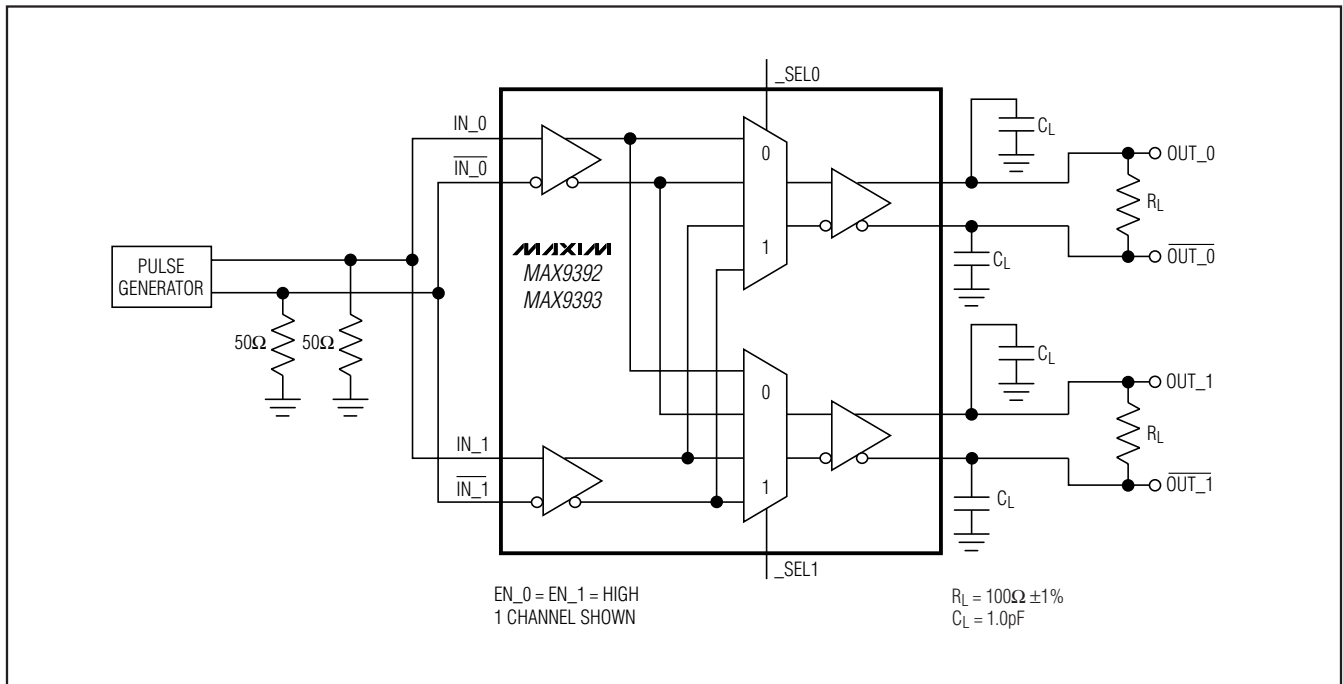 _SEL0
IN_0
IN_0
0
1
C_L
OUT_0
R_L
OUT_0
C_L
PULSE
GENERATOR
50Ω 50Ω
MAXIM
MAX9392
MAX9393
IN_1
IN_1
0
1
C_L
OUT_1
R_L
OUT_1
C_L
_SEL1
EN_0 = EN_1 = HIGH
1 CHANNEL SHOWN
R_L = 100Ω ±1%
C_L = 1.0pF